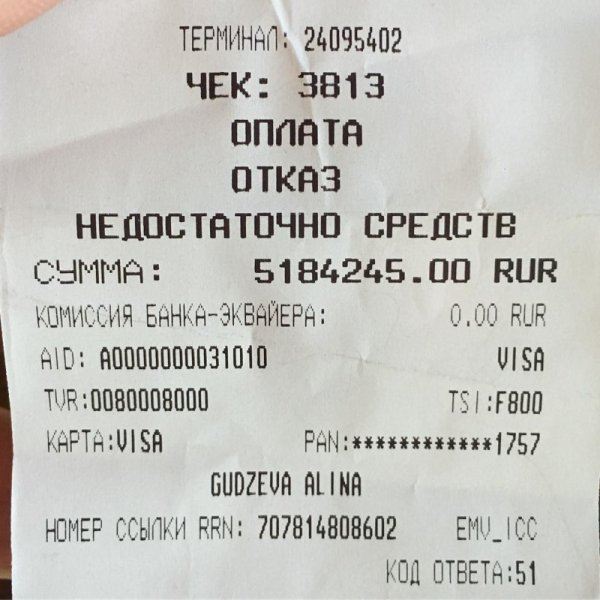 ТЕРМИНАЛ: 24095402
ЧЕК: 3813
ОПЛАТА
ОТКАЗ
НЕДОСТАТОЧНО СРЕДСТВ
СУММА: 5184245.00 RUR
КОМИССИЯ БАНКА-ЭКВАЙЕРА: 0.00 RUR
AID: A0000000031010 VISA
TVR:0080008000 TSI:F800
КАРТА:VISA PAN:************1757
GUDZEVA ALINA
НОМЕР ССЫЛКИ RRN: 707814808602 EMV_ICC
КОД ОТВЕТА:51